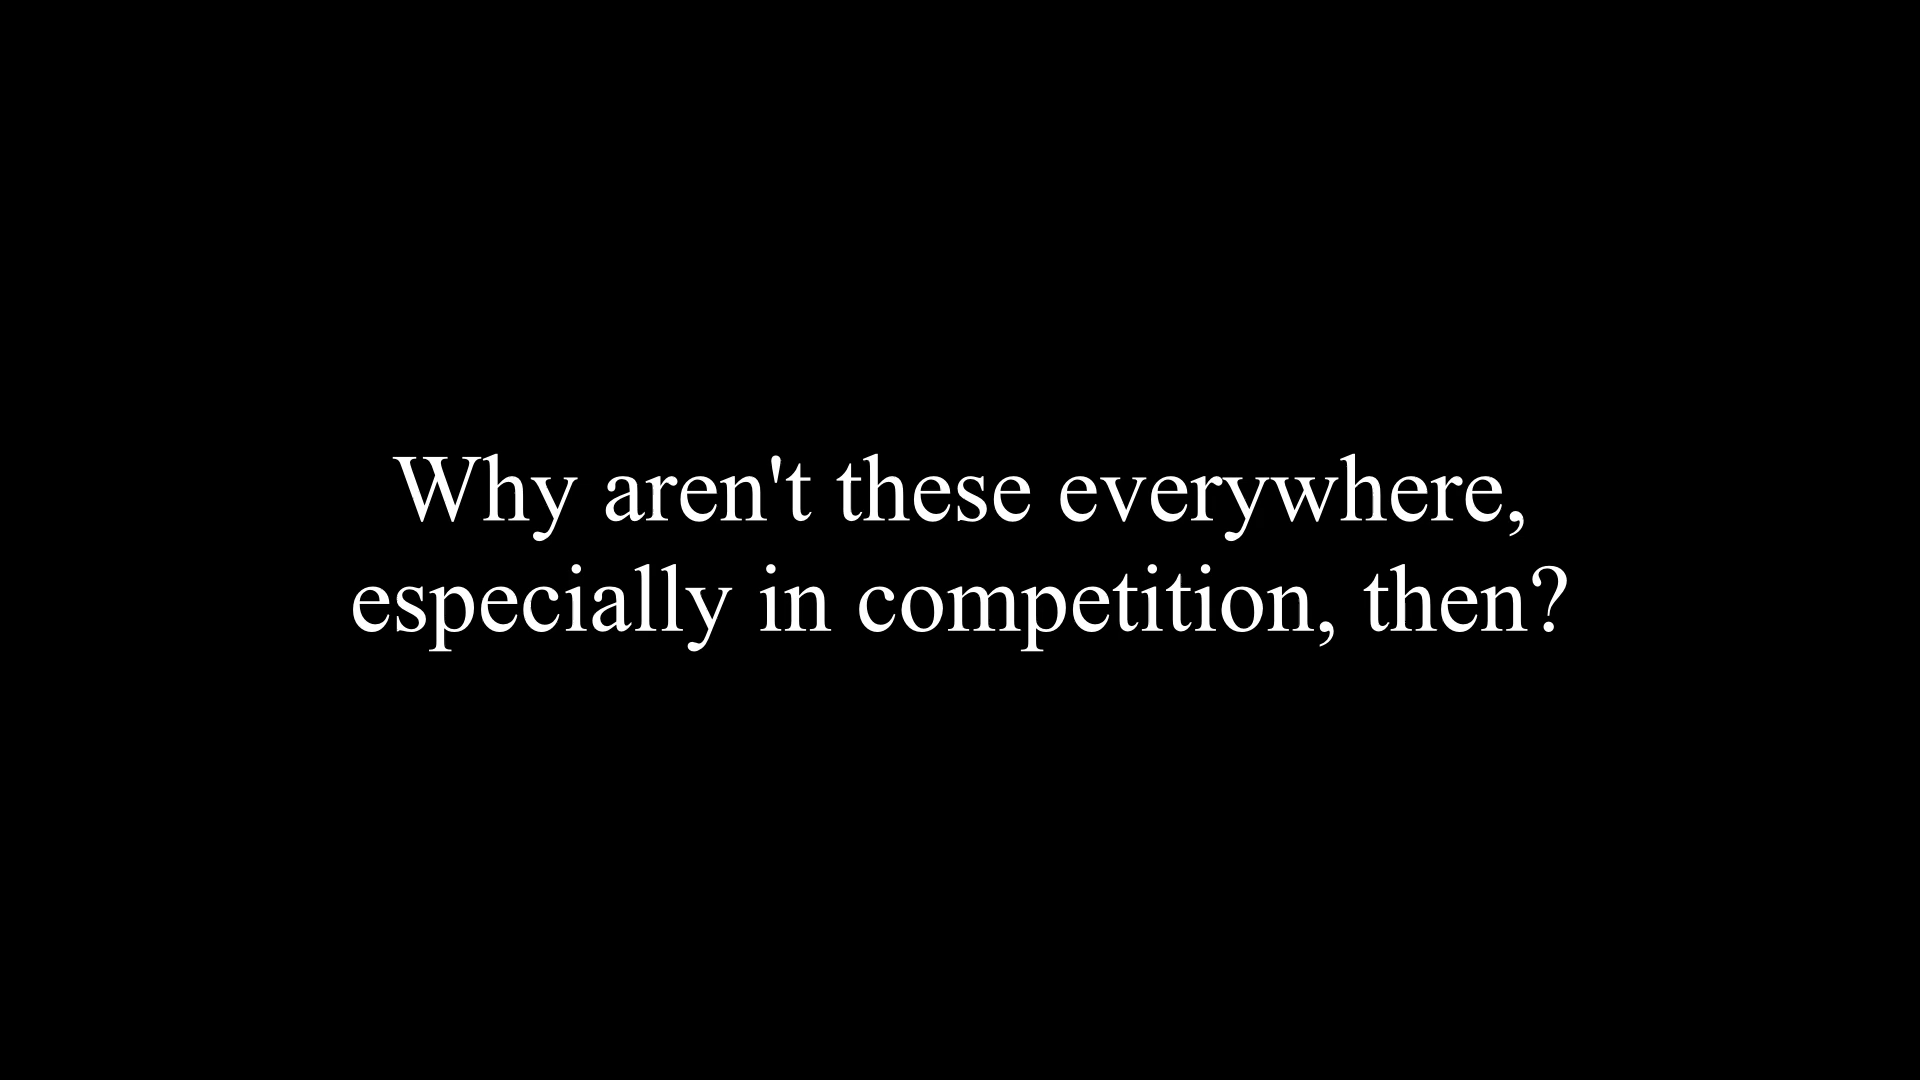 Why aren't these everywhere,
especially in competition, then?